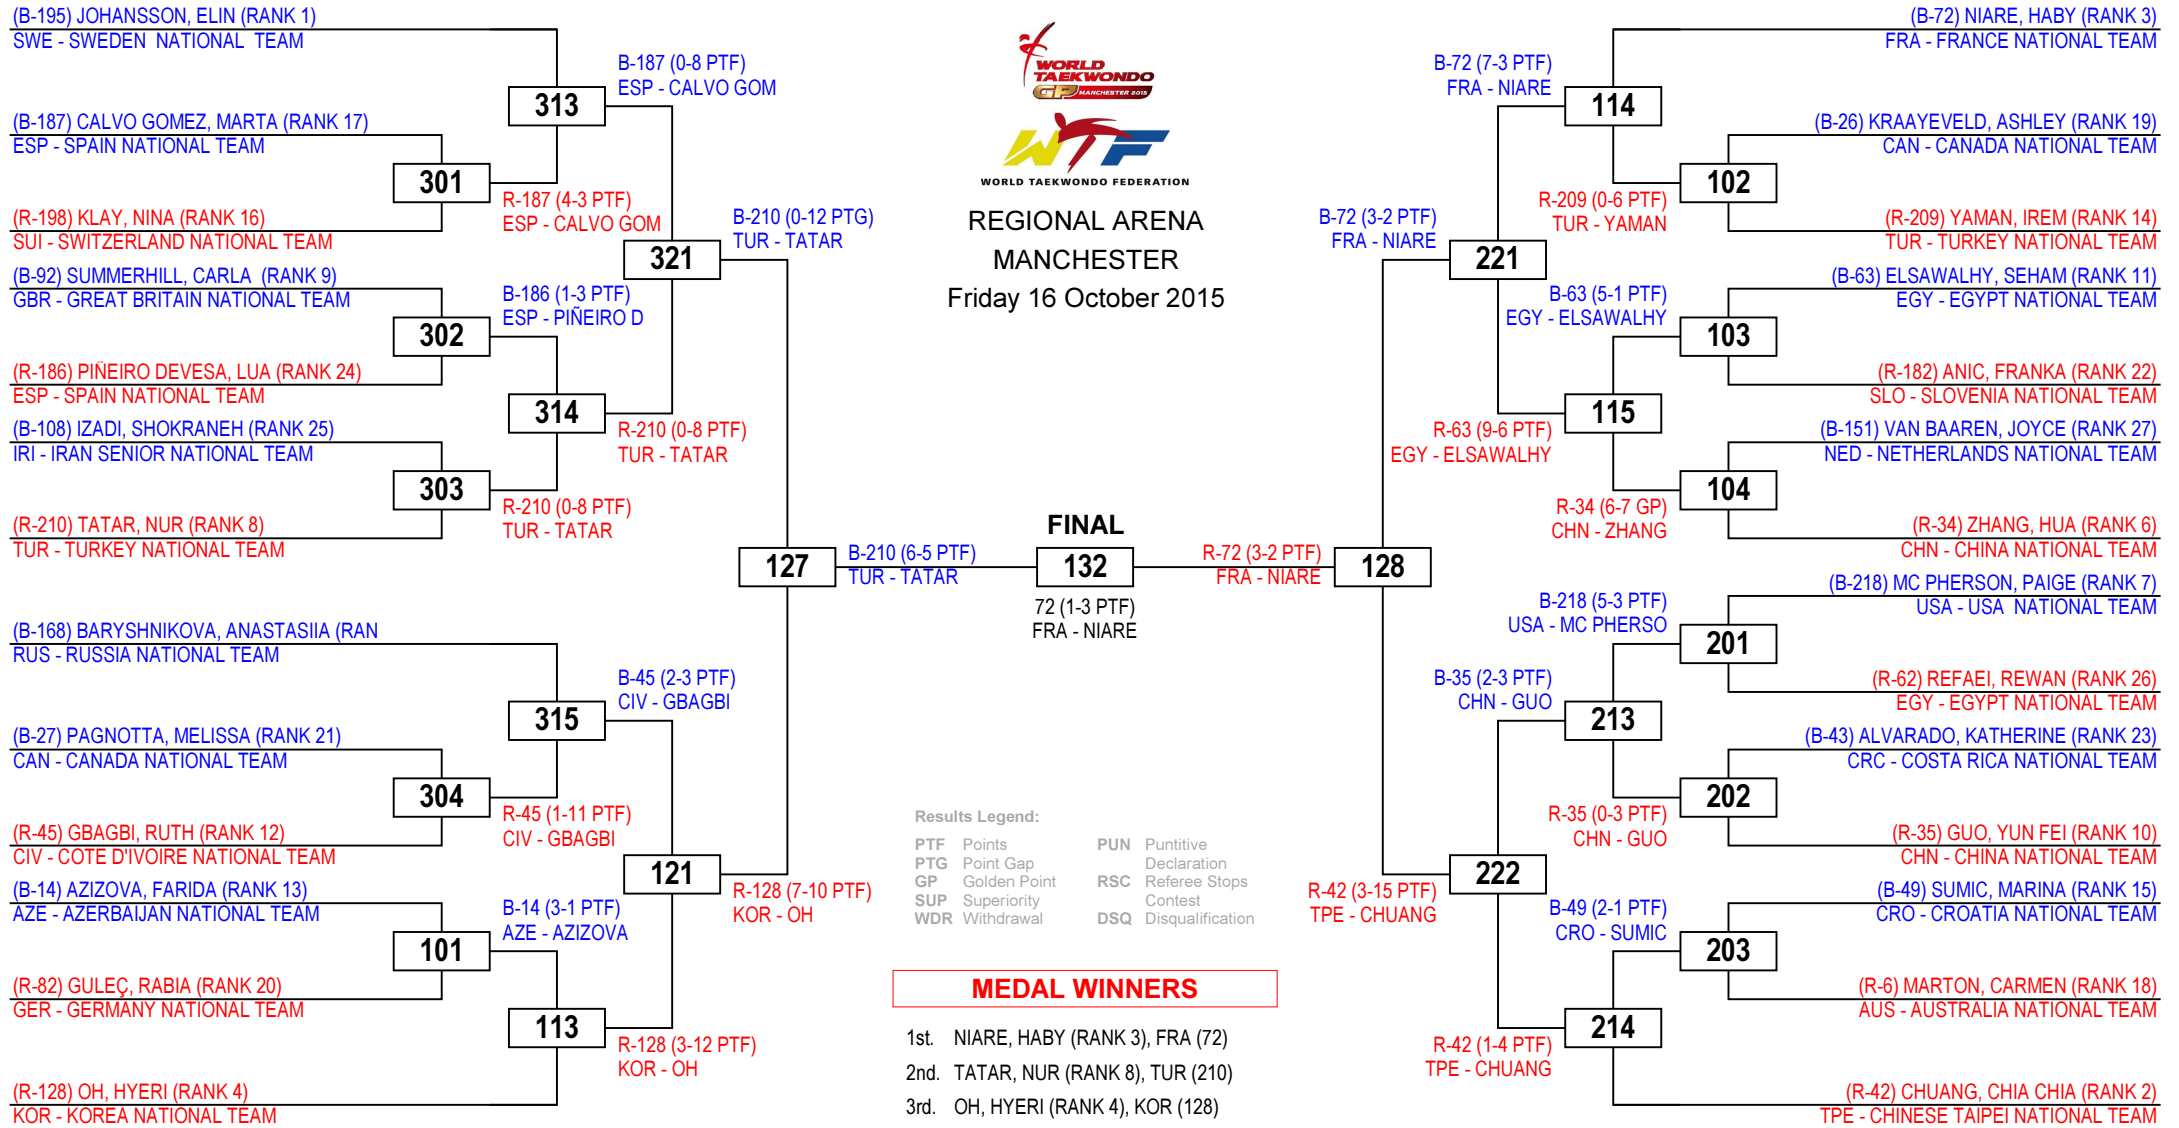 (B-195) JOHANSSON, ELIN (RANK 1)
SWE - SWEDEN NATIONAL TEAM
(B-187) CALVO GOMEZ, MARTA (RANK 17)
ESP - SPAIN NATIONAL TEAM
(R-198) KLAY, NINA (RANK 16)
SUI - SWITZERLAND NATIONAL TEAM
(B-92) SUMMERHILL, CARLA (RANK 9)
GBR - GREAT BRITAIN NATIONAL TEAM
(R-186) PIÑEIRO DEVESA, LUA (RANK 24)
ESP - SPAIN NATIONAL TEAM
(B-108) IZADI, SHOKRANEH (RANK 25)
IRI - IRAN SENIOR NATIONAL TEAM
(R-210) TATAR, NUR (RANK 8)
TUR - TURKEY NATIONAL TEAM
(B-168) BARYSHNIKOVA, ANASTASIIA (RAN
RUS - RUSSIA NATIONAL TEAM
(B-27) PAGNOTTA, MELISSA (RANK 21)
CAN - CANADA NATIONAL TEAM
(R-45) GBAGBI, RUTH (RANK 12)
CIV - COTE D'IVOIRE NATIONAL TEAM
(B-14) AZIZOVA, FARIDA (RANK 13)
AZE - AZERBAIJAN NATIONAL TEAM
(R-82) GULEÇ, RABIA (RANK 20)
GER - GERMANY NATIONAL TEAM
(R-128) OH, HYERI (RANK 4)
KOR - KOREA NATIONAL TEAM
301
302
303
304
101
R-187 (4-3 PTF)
ESP - CALVO GOM
B-186 (1-3 PTF)
ESP - PIÑEIRO D
R-210 (0-8 PTF)
TUR - TATAR
R-45 (1-11 PTF)
CIV - GBAGBI
B-14 (3-1 PTF)
AZE - AZIZOVA
313
314
315
113
B-187 (0-8 PTF)
ESP - CALVO GOM
R-210 (0-8 PTF)
TUR - TATAR
B-45 (2-3 PTF)
CIV - GBAGBI
R-128 (3-12 PTF)
KOR - OH
321
121
B-210 (0-12 PTG)
TUR - TATAR
R-128 (7-10 PTF)
KOR - OH
127
B-210 (6-5 PTF)
TUR - TATAR
WORLD
TAEKWONDO
GP MANCHESTER 2015
WTF
WORLD TAEKWONDO FEDERATION
REGIONAL ARENA
MANCHESTER
Friday 16 October 2015
FINAL
132
72 (1-3 PTF)
FRA - NIARE
Results Legend:
PTF Points
PTG Point Gap
GP Golden Point
SUP Superiority
WDR Withdrawal
PUN Puntitive
Declaration
RSC Referee Stops
Contest
DSQ Disqualification
MEDAL WINNERS
1st. NIARE, HABY (RANK 3), FRA (72)
2nd. TATAR, NUR (RANK 8), TUR (210)
3rd. OH, HYERI (RANK 4), KOR (128)
R-72 (3-2 PTF)
FRA - NIARE
128
B-72 (3-2 PTF)
FRA - NIARE
R-42 (3-15 PTF)
TPE - CHUANG
221
222
B-72 (7-3 PTF)
FRA - NIARE
R-63 (9-6 PTF)
EGY - ELSAWALHY
B-35 (2-3 PTF)
CHN - GUO
R-42 (1-4 PTF)
TPE - CHUANG
114
115
213
214
R-209 (0-6 PTF)
TUR - YAMAN
B-63 (5-1 PTF)
EGY - ELSAWALHY
R-34 (6-7 GP)
CHN - ZHANG
B-218 (5-3 PTF)
USA - MC PHERSO
R-35 (0-3 PTF)
CHN - GUO
B-49 (2-1 PTF)
CRO - SUMIC
102
103
104
201
202
203
(B-72) NIARE, HABY (RANK 3)
FRA - FRANCE NATIONAL TEAM
(B-26) KRAAYEVELD, ASHLEY (RANK 19)
CAN - CANADA NATIONAL TEAM
(R-209) YAMAN, IREM (RANK 14)
TUR - TURKEY NATIONAL TEAM
(B-63) ELSAWALHY, SEHAM (RANK 11)
EGY - EGYPT NATIONAL TEAM
(R-182) ANIC, FRANKA (RANK 22)
SLO - SLOVENIA NATIONAL TEAM
(B-151) VAN BAAREN, JOYCE (RANK 27)
NED - NETHERLANDS NATIONAL TEAM
(R-34) ZHANG, HUA (RANK 6)
CHN - CHINA NATIONAL TEAM
(B-218) MC PHERSON, PAIGE (RANK 7)
USA - USA NATIONAL TEAM
(R-62) REFAEI, REWAN (RANK 26)
EGY - EGYPT NATIONAL TEAM
(B-43) ALVARADO, KATHERINE (RANK 23)
CRC - COSTA RICA NATIONAL TEAM
(R-35) GUO, YUN FEI (RANK 10)
CHN - CHINA NATIONAL TEAM
(B-49) SUMIC, MARINA (RANK 15)
CRO - CROATIA NATIONAL TEAM
(R-6) MARTON, CARMEN (RANK 18)
AUS - AUSTRALIA NATIONAL TEAM
(R-42) CHUANG, CHIA CHIA (RANK 2)
TPE - CHINESE TAIPEI NATIONAL TEAM